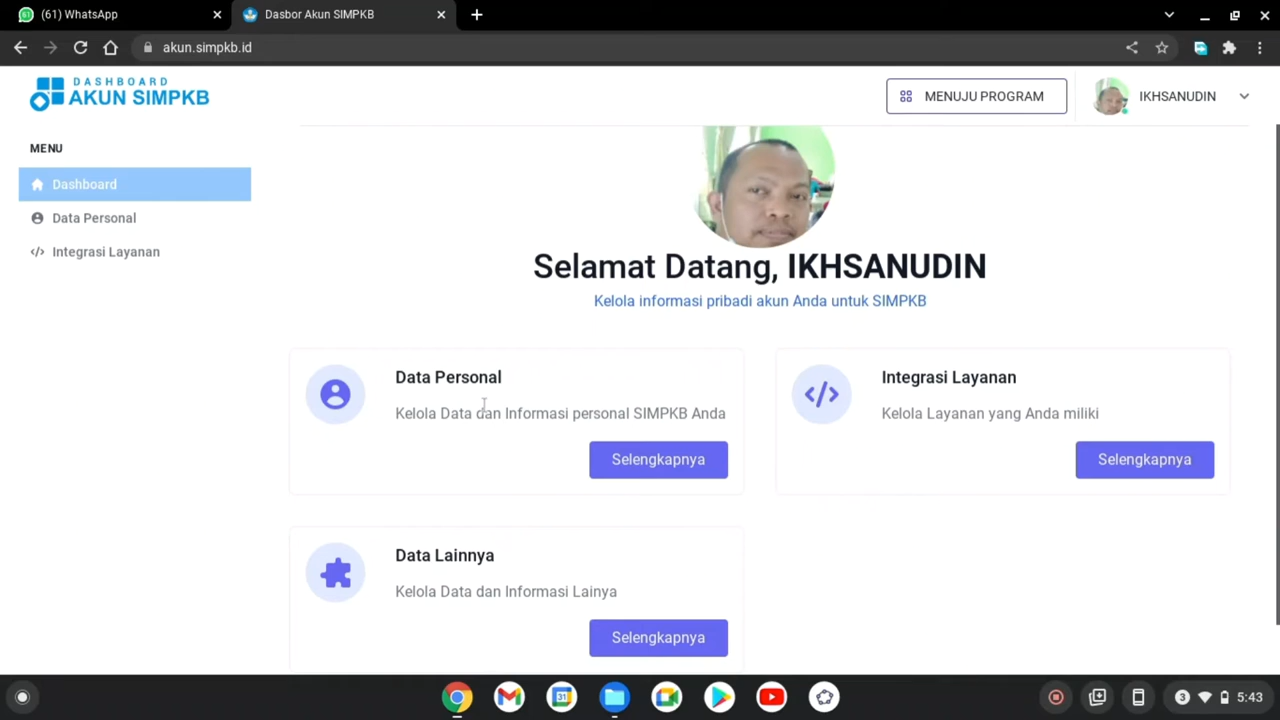 (61) WhatsApp
Dasbor Akun SIMPKB
akun.simpkb.id
DASHBOARD
AKUN SIMPKB
MENUJU PROGRAM
IKHSANUDIN
MENU
Dashboard
Data Personal
Integrasi Layanan
Selamat Datang, IKHSANUDIN
Kelola informasi pribadi akun Anda untuk SIMPKB
Data Personal
Kelola Data dan Informasi personal SIMPKB Anda
Selengkapnya
Integrasi Layanan
Kelola Layanan yang Anda miliki
Selengkapnya
Data Lainnya
Kelola Data dan Informasi Lainya
Selengkapnya
31
3
5:43